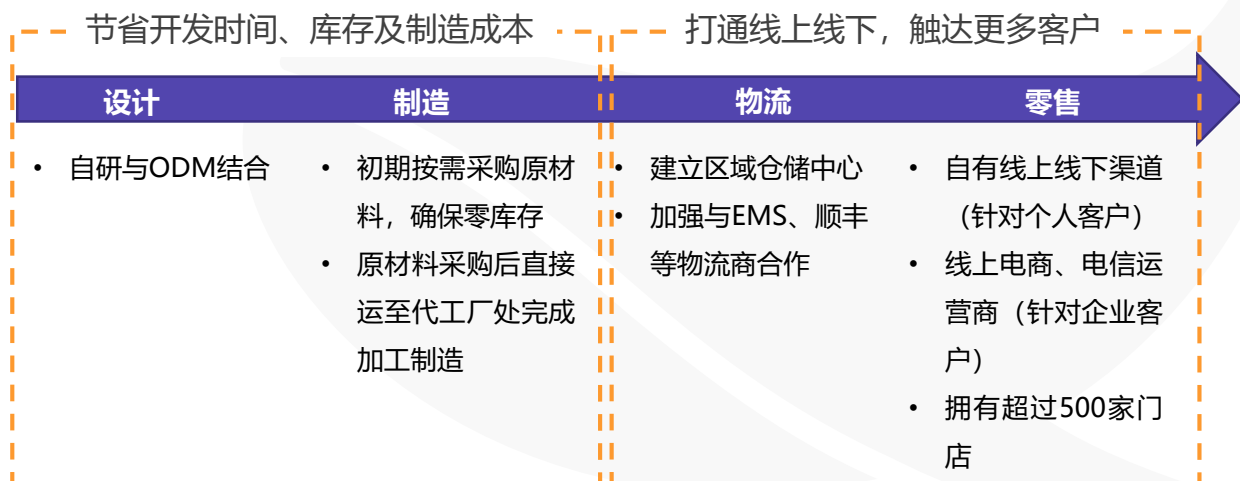 节省开发时间、库存及制造成本
打通线上线下，触达更多客户
设计
制造
物流
零售
• 自研与ODM结合
• 初期按需采购原材
料，确保零库存
• 原材料采购后直接
运至代工厂处完成
加工制造
• 建立区域仓储中心
• 加强与EMS、顺丰
等物流商合作
• 自有线上线下渠道
（针对个人客户）
• 线上电商、电信运
营商（针对企业客
户）
• 拥有超过500家门
店